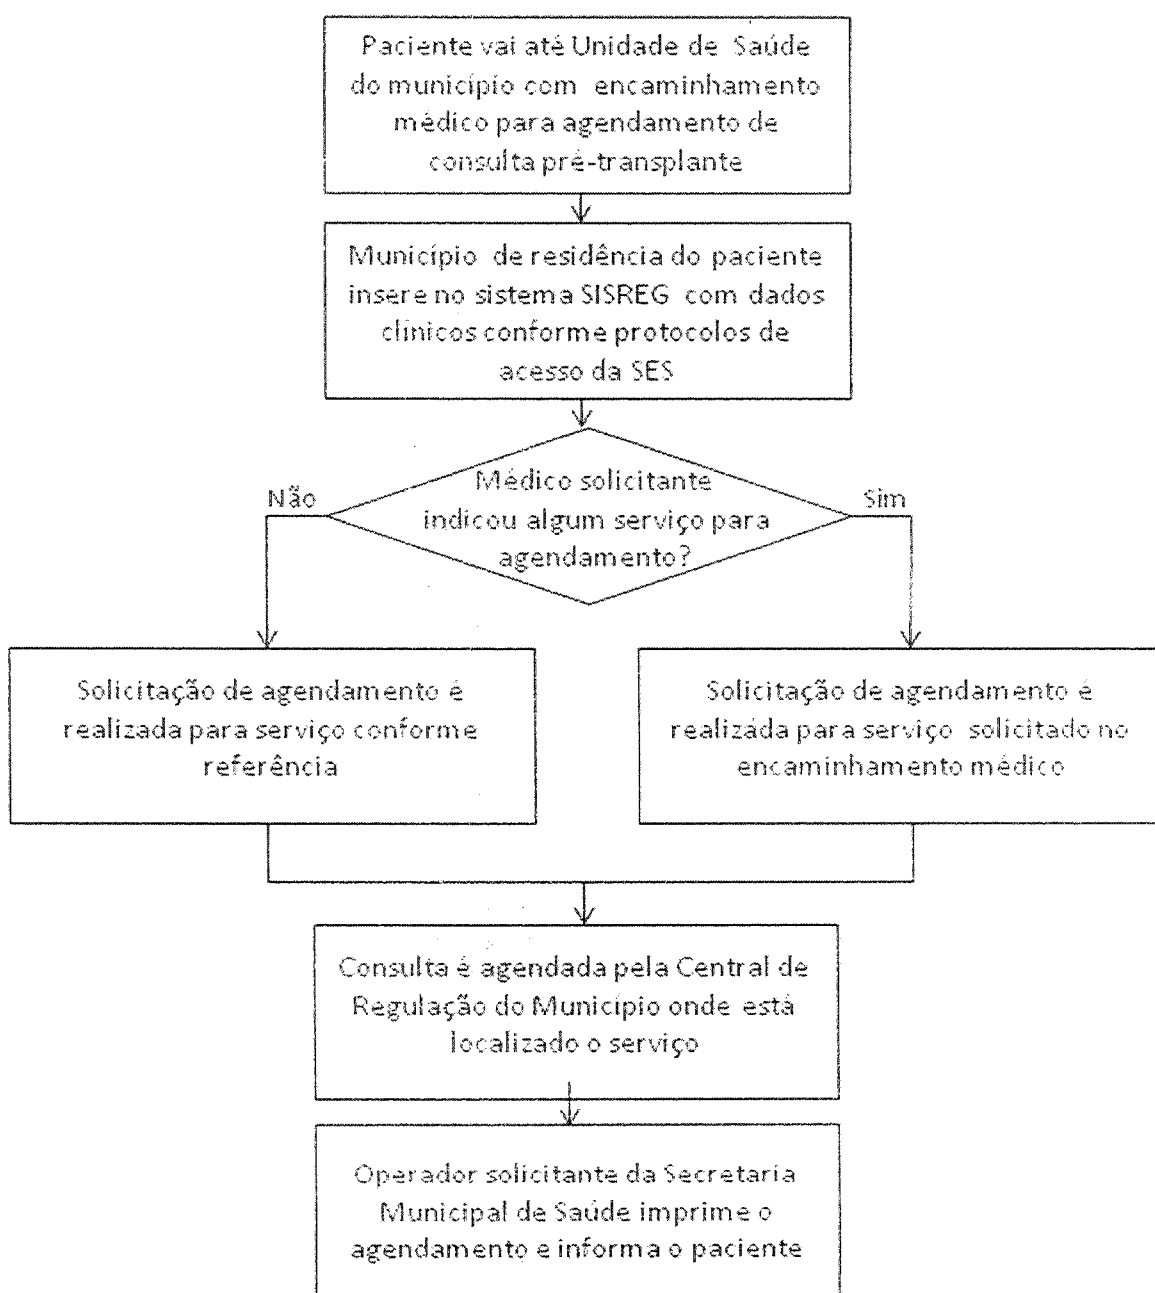 Paciente vai até Unidade de Saúde
do município com encaminhamento
médico para agendamento de
consulta pré-transplante
Município de residência do paciente
insere no sistema SISREG com dados
clínicos conforme protocolos de
acesso da SES
Médico solicitante
indicou algum serviço para
agendamento?
Não
Sim
Solicitação de agendamento é
realizada para serviço conforme
referência
Solicitação de agendamento é
realizada para serviço solicitado no
encaminhamento médico
Consulta é agendada pela Central de
Regulação do Município onde está
localizado o serviço
Operador solicitante da Secretaria
Municipal de Saúde imprime o
agendamento e informa o paciente